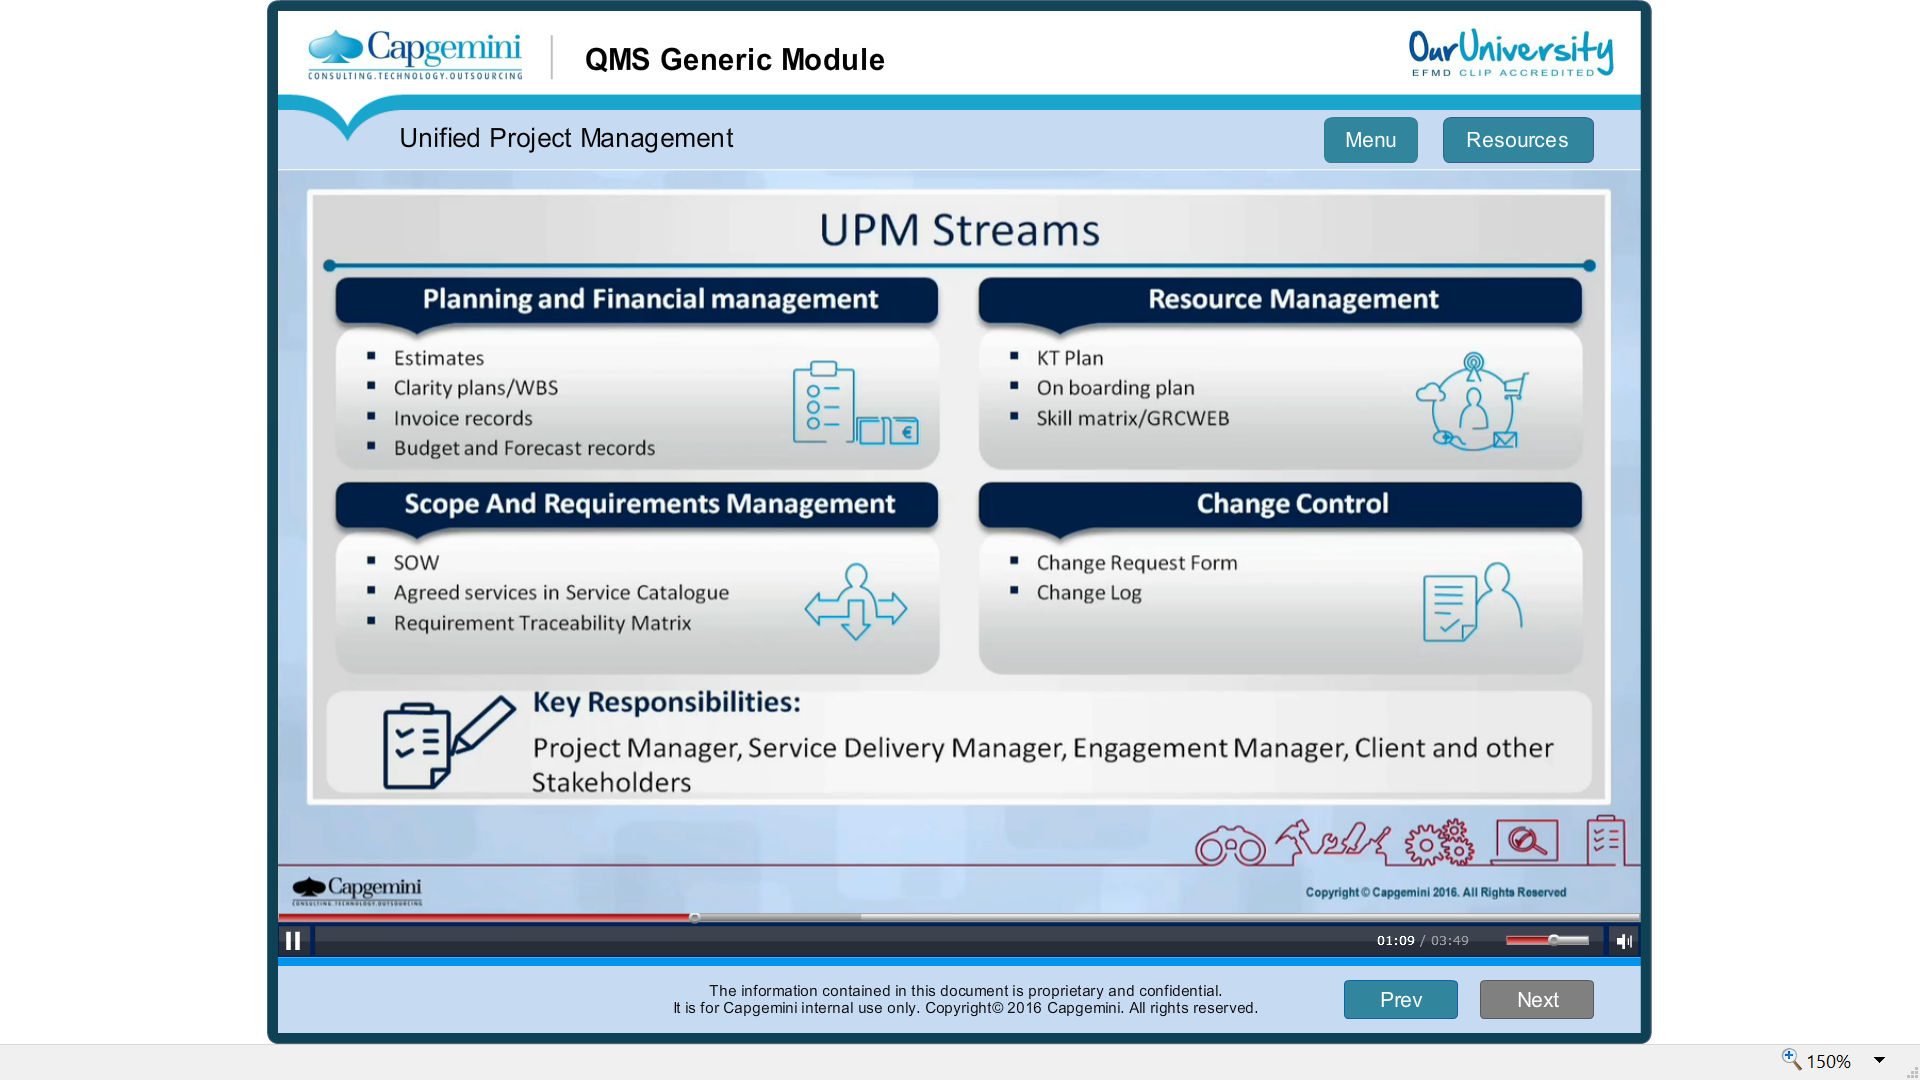 Capgemini
CONSULTING.TECHNOLOGY.OUTSOURCING
QMS Generic Module
OurUniversity
EFMD CLIP ACCREDITED
Unified Project Management
Menu
Resources
UPM Streams
Planning and Financial management
Estimates
Clarity plans/WBS
Invoice records
Budget and Forecast records
Resource Management
KT Plan
On boarding plan
Skill matrix/GRCWEB
Scope And Requirements Management
SOW
Agreed services in Service Catalogue
Requirement Traceability Matrix
Change Control
Change Request Form
Change Log
Key Responsibilities:
Project Manager, Service Delivery Manager, Engagement Manager, Client and other
Stakeholders
Capgemini
CONSULTING.TECHNOLOGY.OUTSOURCING
Copyright © Capgemini 2016. All Rights Reserved
01:09 / 03:49
The information contained in this document is proprietary and confidential.
It is for Capgemini internal use only. Copyright© 2016 Capgemini. All rights reserved.
Prev
Next
150%